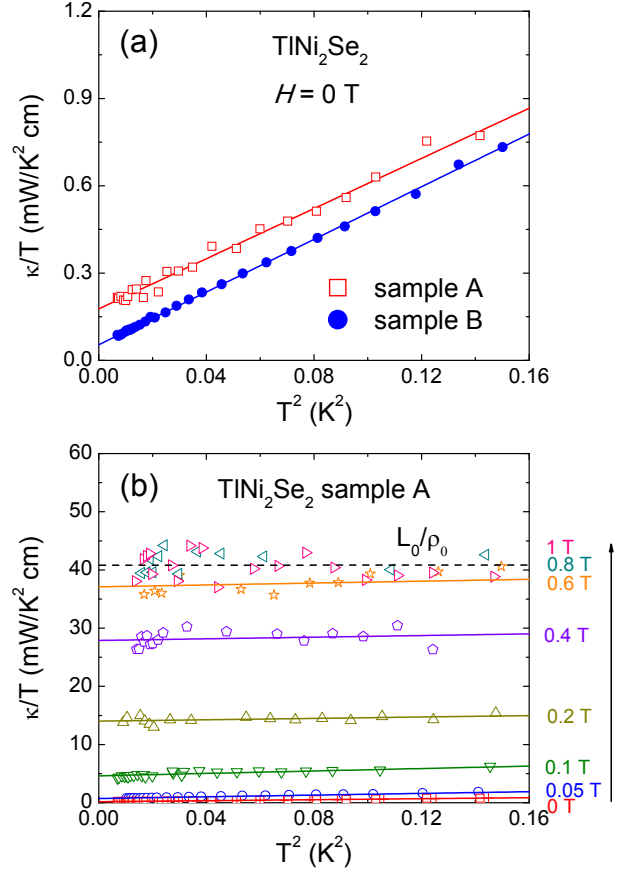 (a)
TlNi₂Se₂
H = 0 T
1.2
0.9
0.6
0.3
0.0
κ/T (mW/K² cm)
sample A
sample B
0.00 0.04 0.08 0.12 0.16
T² (K²)
(b)
TlNi₂Se₂ sample A
60
50
40
30
20
10
0
κ/T (mW/K² cm)
L₀/ρ₀
1 T
0.8 T
0.6 T
0.4 T
0.2 T
0.1 T
0.05 T
0 T
0.00 0.04 0.08 0.12 0.16
T² (K²)